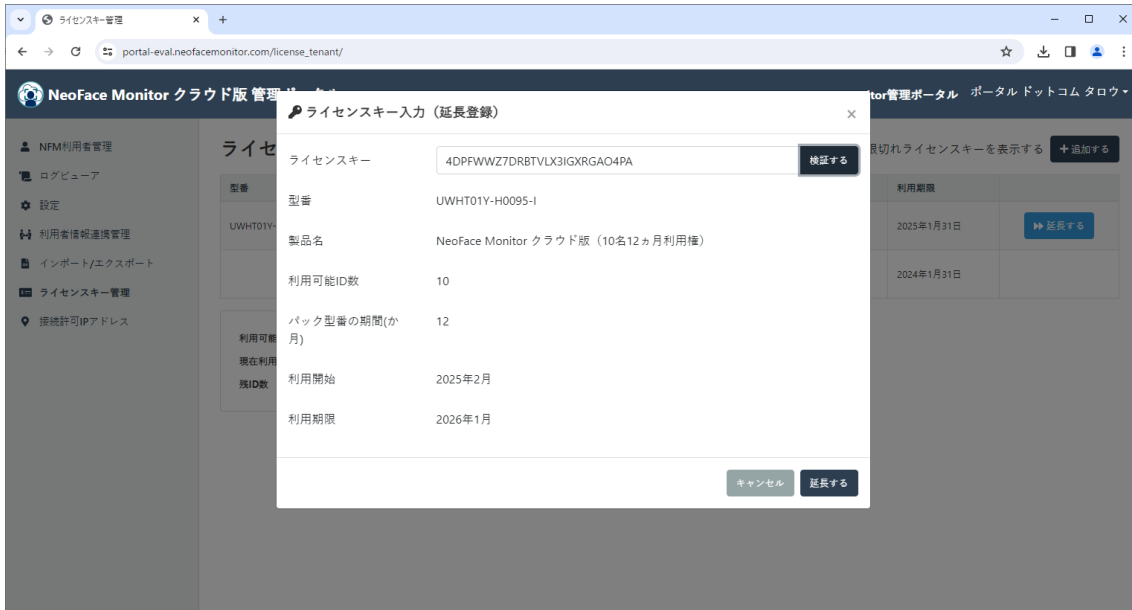 ライセンスキー管理
portal-eval.neofacemonitor.com/license_tenant/
NeoFace Monitor クラウド版 管理
tor管理ポータル ポータル ドットコム タロウ
NFM利用者管理
ログビューア
設定
利用者情報連携管理
インポート/エクスポート
ライセンスキー管理
接続許可IPアドレス
ライセ
限切れライセンスキーを表示する +追加する
型番 利用期限
UWHT01Y- 2025年1月31日 延長する
2024年1月31日
利用可能
現在利用
残ID数
ライセンスキー入力（延長登録） ×
ライセンスキー 4DPFWWZ7DRBTVLX3IGXRGAO4PA 検証する
型番 UWHT01Y-H0095-I
製品名 NeoFace Monitor クラウド版（10名12ヵ月利用権）
利用可能ID数 10
パック型番の期間(か 12
月)
利用開始 2025年2月
利用期限 2026年1月
キャンセル 延長する